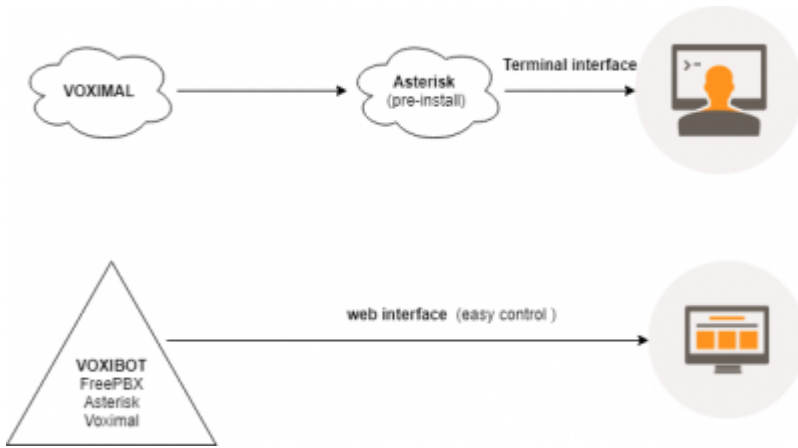 VOXIMAL
Asterisk
(pre-install)
Terminal interface
>-
web interface (easy control )
VOXIBOT
FreePBX
Asterisk
Voximal